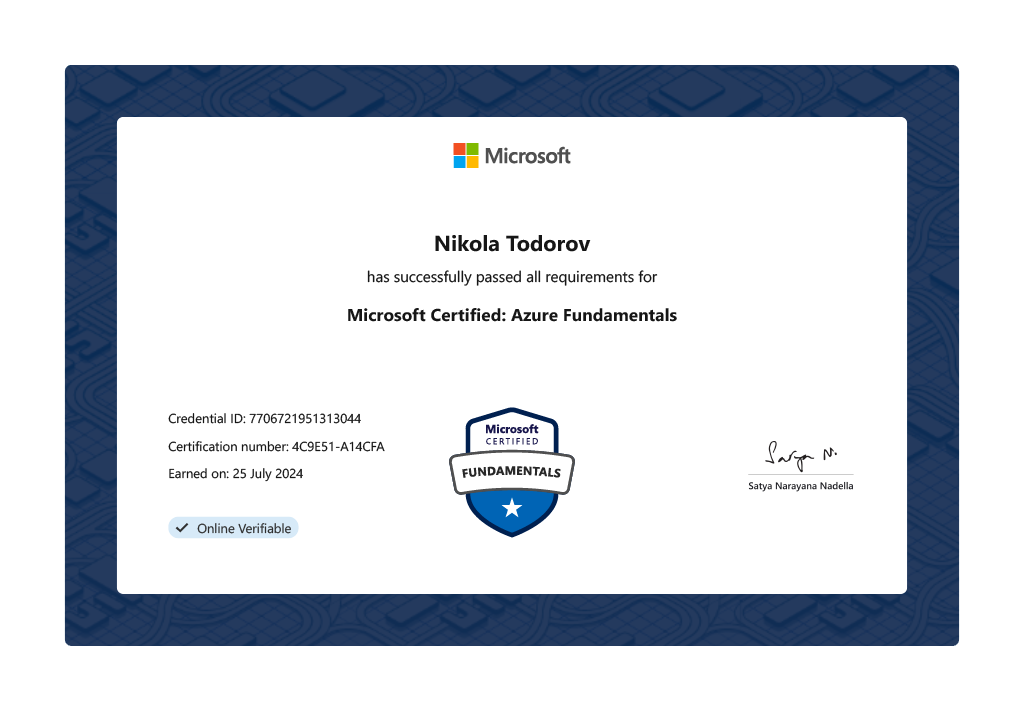 Microsoft
Nikola Todorov
has successfully passed all requirements for
Microsoft Certified: Azure Fundamentals
Credential ID: 7706721951313044
Certification number: 4C9E51-A14CFA
Earned on: 25 July 2024
Online Verifiable
Microsoft
CERTIFIED
FUNDAMENTALS
Satya N.
Satya Narayana Nadella